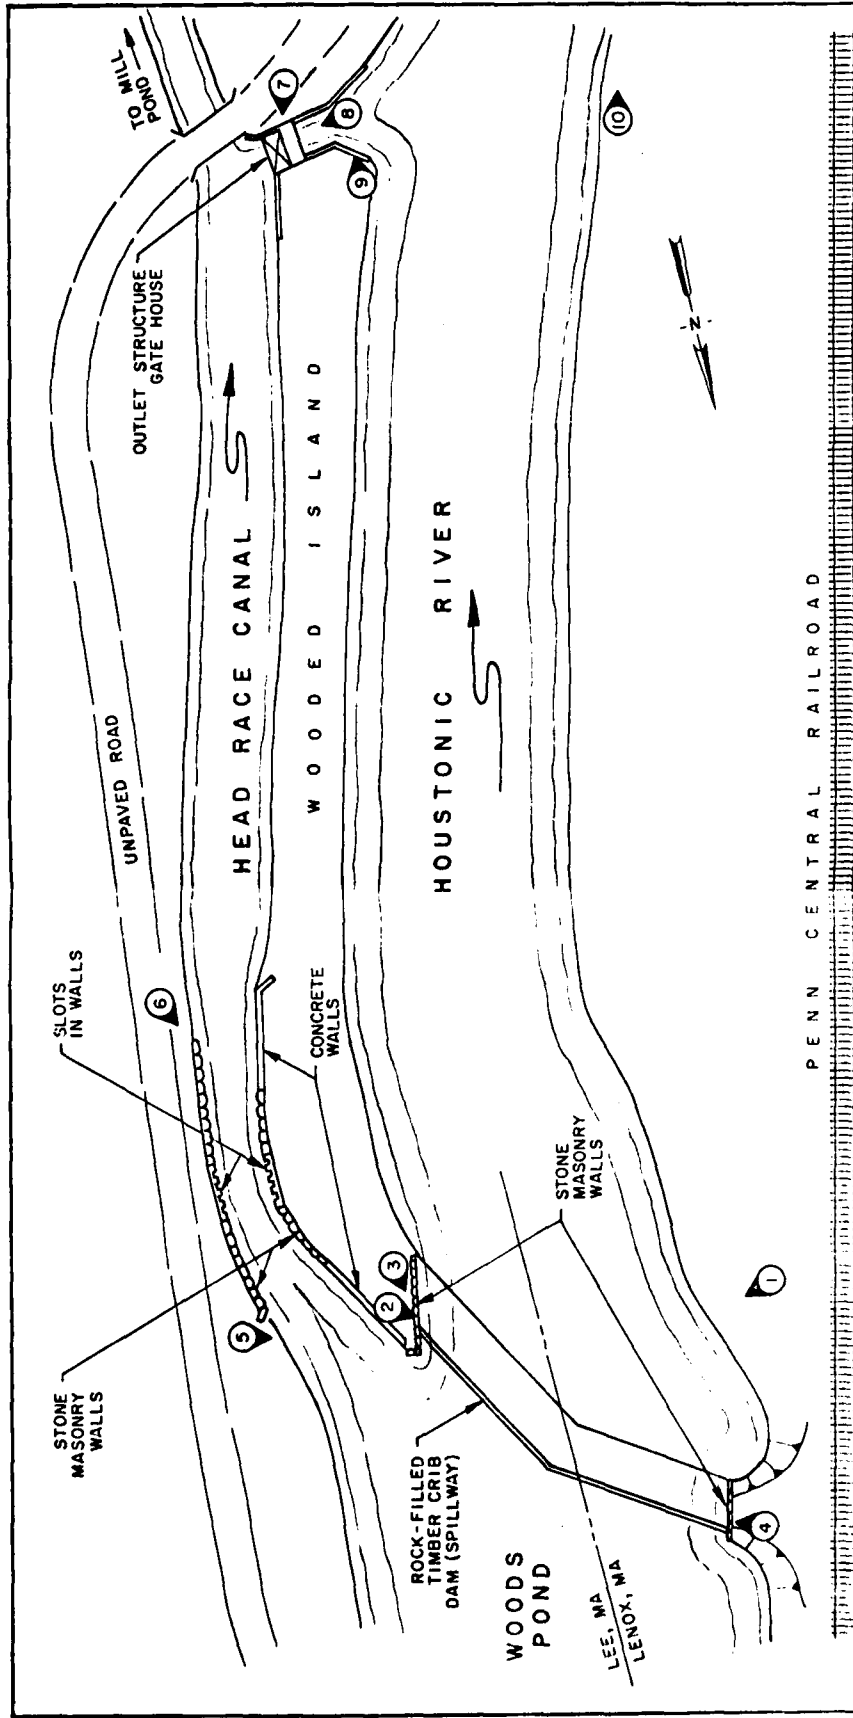 TO MILL
POND
7
8
9
10
OUTLET STRUCTURE
GATE HOUSE
N
UNPAVED ROAD
HEAD RACE CANAL
WOODED ISLAND
HOUSTONIC RIVER
PENN CENTRAL RAILROAD
SLOTS
IN WALLS
6
CONCRETE
WALLS
STONE
MASONRY
WALLS
5
STONE
MASONRY
WALLS
3
2
1
ROCK-FILLED
TIMBER CRIB
DAM (SPILLWAY)
4
WOODS
POND
LEE, MA
LENOX, MA